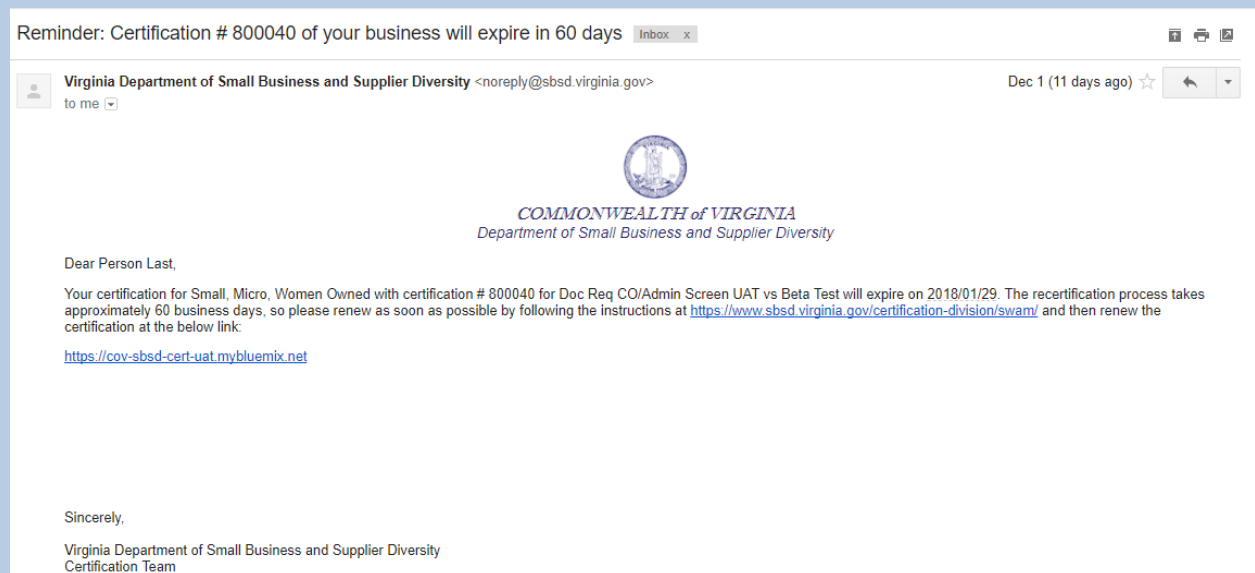 Reminder: Certification # 800040 of your business will expire in 60 days Inbox x
Virginia Department of Small Business and Supplier Diversity <noreply@sbsd.virginia.gov> Dec 1 (11 days ago)
to me
VIRGINIA
COMMONWEALTH of VIRGINIA
Department of Small Business and Supplier Diversity
Dear Person Last,
Your certification for Small, Micro, Women Owned with certification # 800040 for Doc Req CO/Admin Screen UAT vs Beta Test will expire on 2018/01/29. The recertification process takes
approximately 60 business days, so please renew as soon as possible by following the instructions at https://www.sbsd.virginia.gov/certification-division/swam/ and then renew the
certification at the below link:
https://cov-sbsd-cert-uat.mybluemix.net
Sincerely,
Virginia Department of Small Business and Supplier Diversity
Certification Team